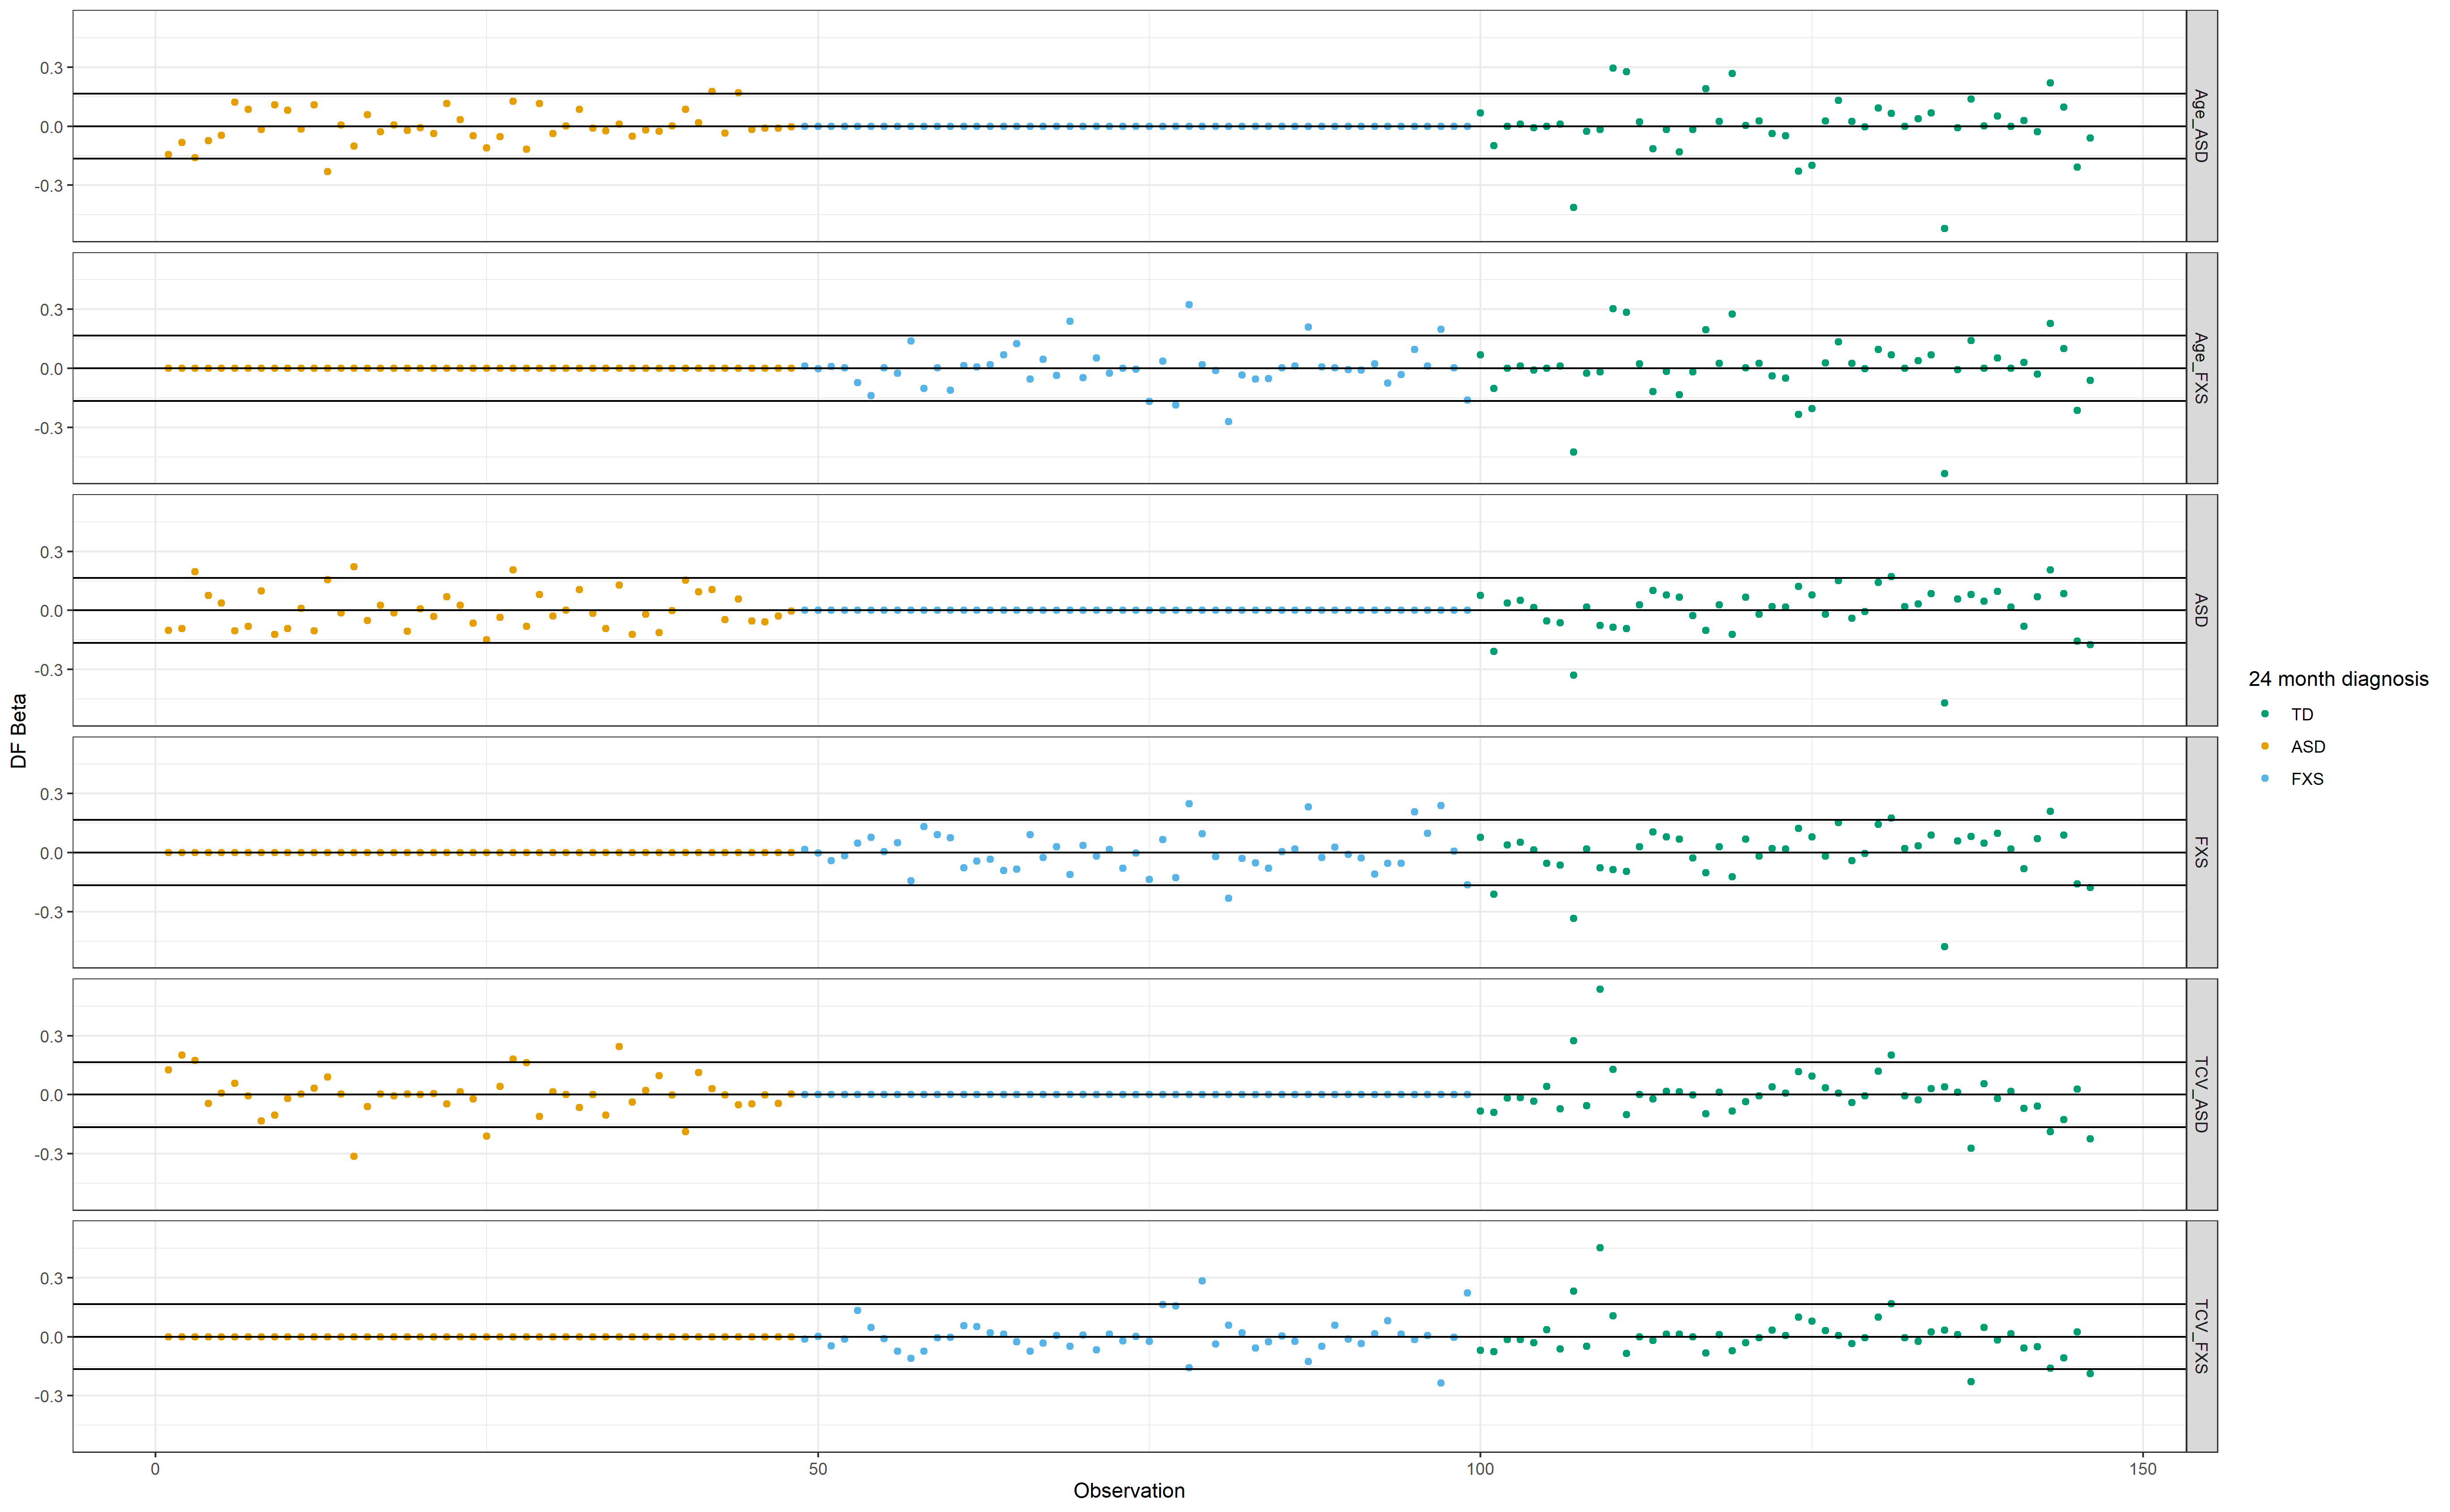 0.3
0.0
-0.3
Age_ASD
0.3
0.0
-0.3
Age_FXS
0.3
0.0
-0.3
ASD
0.3
0.0
-0.3
FXS
0.3
0.0
-0.3
TCV_ASD
0.3
0.0
-0.3
TCV_FXS
0
50
100
150
Observation
DF Beta
24 month diagnosis
TD
ASD
FXS